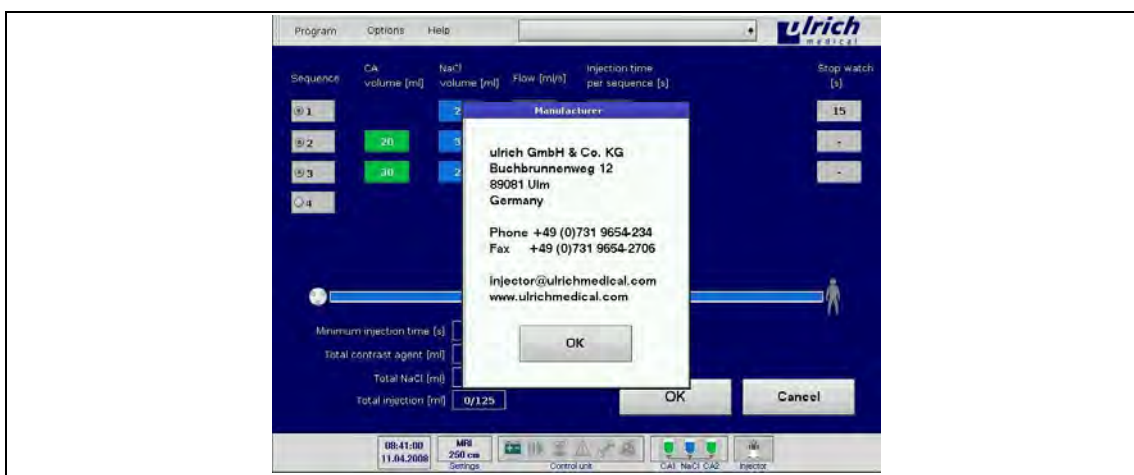 Program Options Help
ulrich
medical
Sequence CA volume [ml] NaCl volume [ml] Flow [ml/s] Injection time per sequence [s] Stop watch [s]
1 2 15
2 20 3 -
3 30 2 -
4
Manufacturer
ulrich GmbH & Co. KG
Buchbrunnenweg 12
89081 Ulm
Germany
Phone +49 (0)731 9654-234
Fax +49 (0)731 9654-2706
injector@ulrichmedical.com
www.ulrichmedical.com
OK
Minimum injection time [s]
Total contrast agent [ml]
Total NaCl [ml]
Total injection [ml] 0/125
OK Cancel
08:41:00 MRI
11.04.2008 250 cm
Settings Control unit CA1 NaCl CA2 Injector